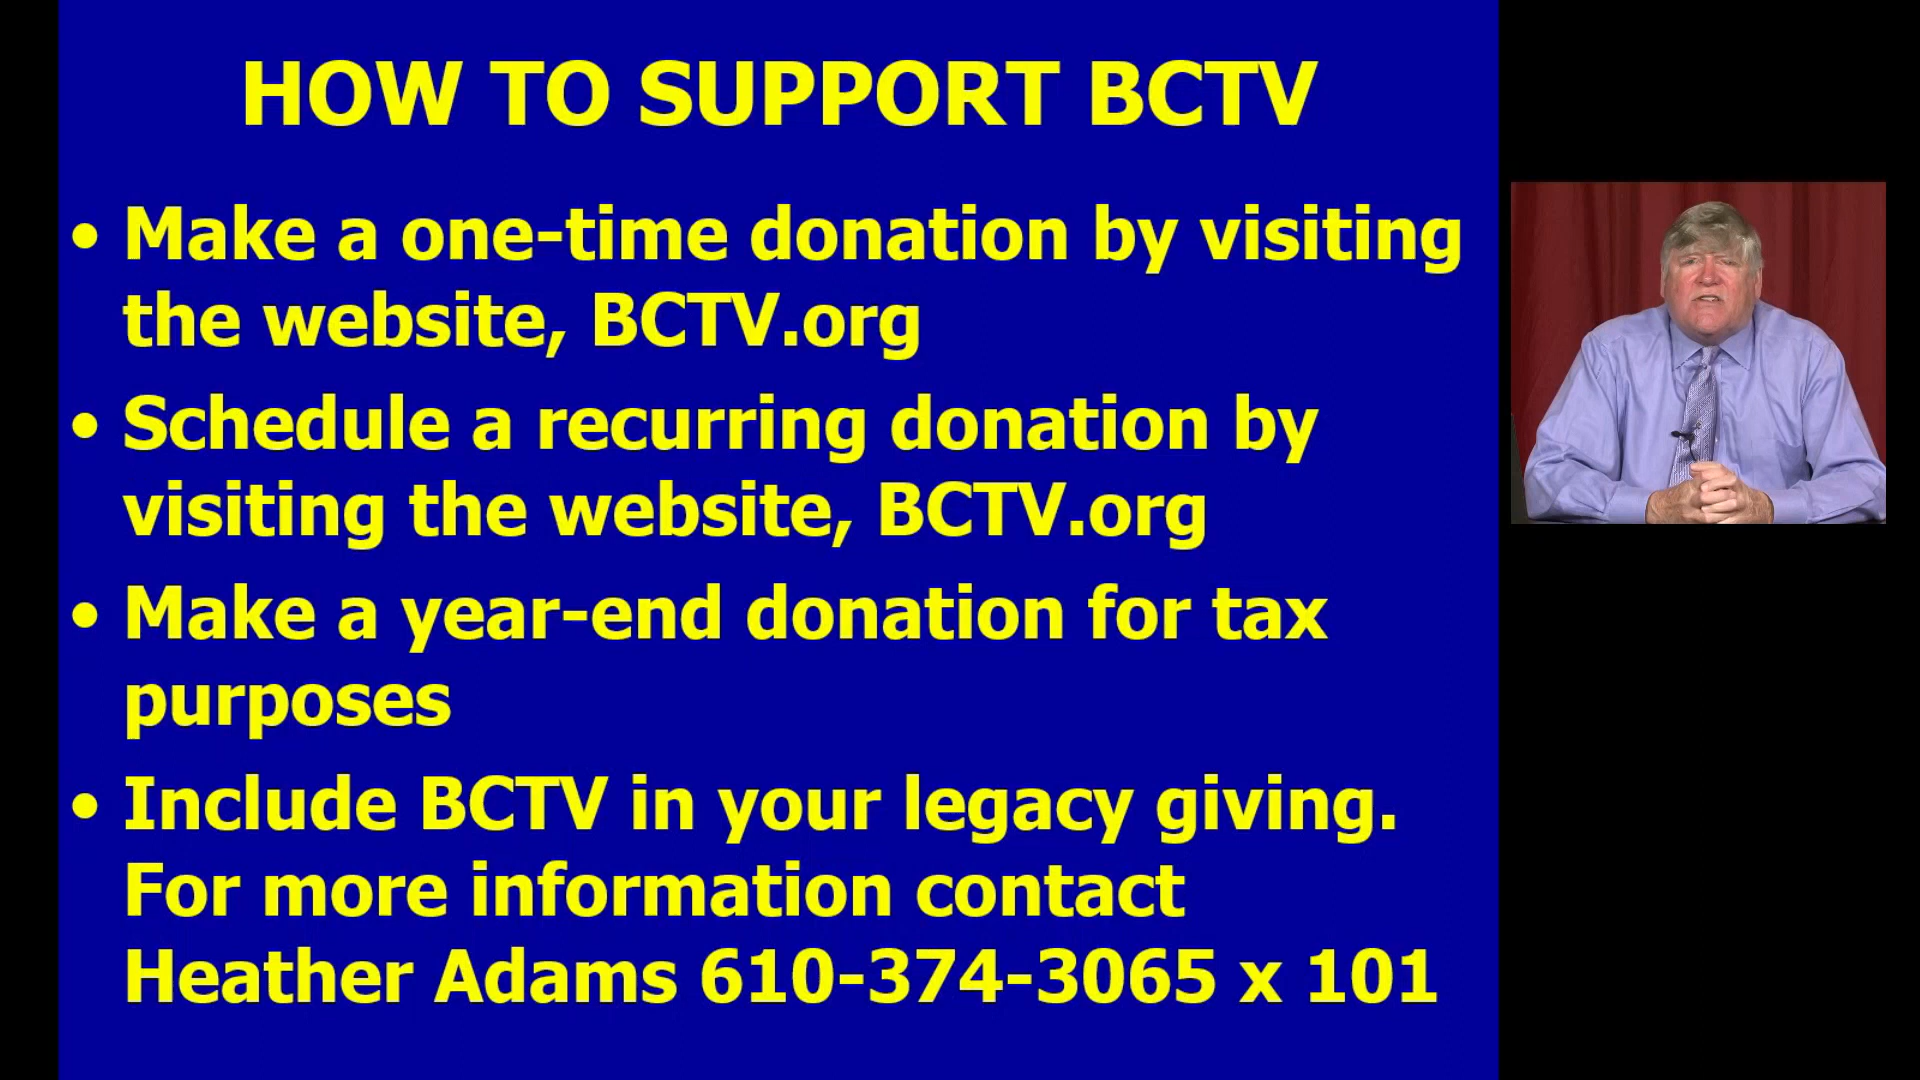 HOW TO SUPPORT BCTV
• Make a one-time donation by visiting
the website, BCTV.org
• Schedule a recurring donation by
visiting the website, BCTV.org
• Make a year-end donation for tax
purposes
• Include BCTV in your legacy giving.
For more information contact
Heather Adams 610-374-3065 x 101